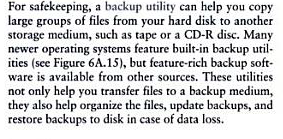 For safekeeping, a backup utility can help you copy
large groups of files from your hard disk to another
storage medium, such as tape or a CD-R disc. Many
newer operating systems feature built-in backup util-
ities (see Figure 6A.15), but feature-rich backup soft-
ware is available from other sources. These utilities
not only help you transfer files to a backup medium,
they also help organize the files, update backups, and
restore backups to disk in case of data loss.